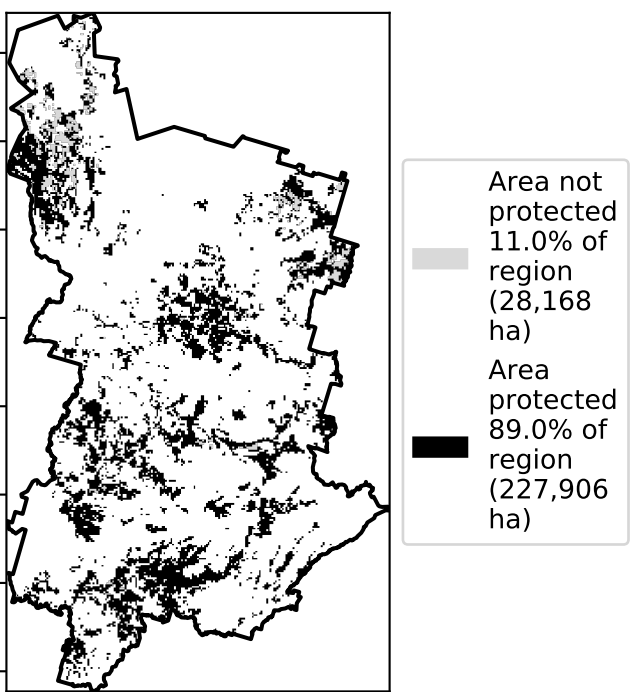 Area not
protected
11.0% of
region
(28,168
ha)
Area
protected
89.0% of
region
(227,906
ha)